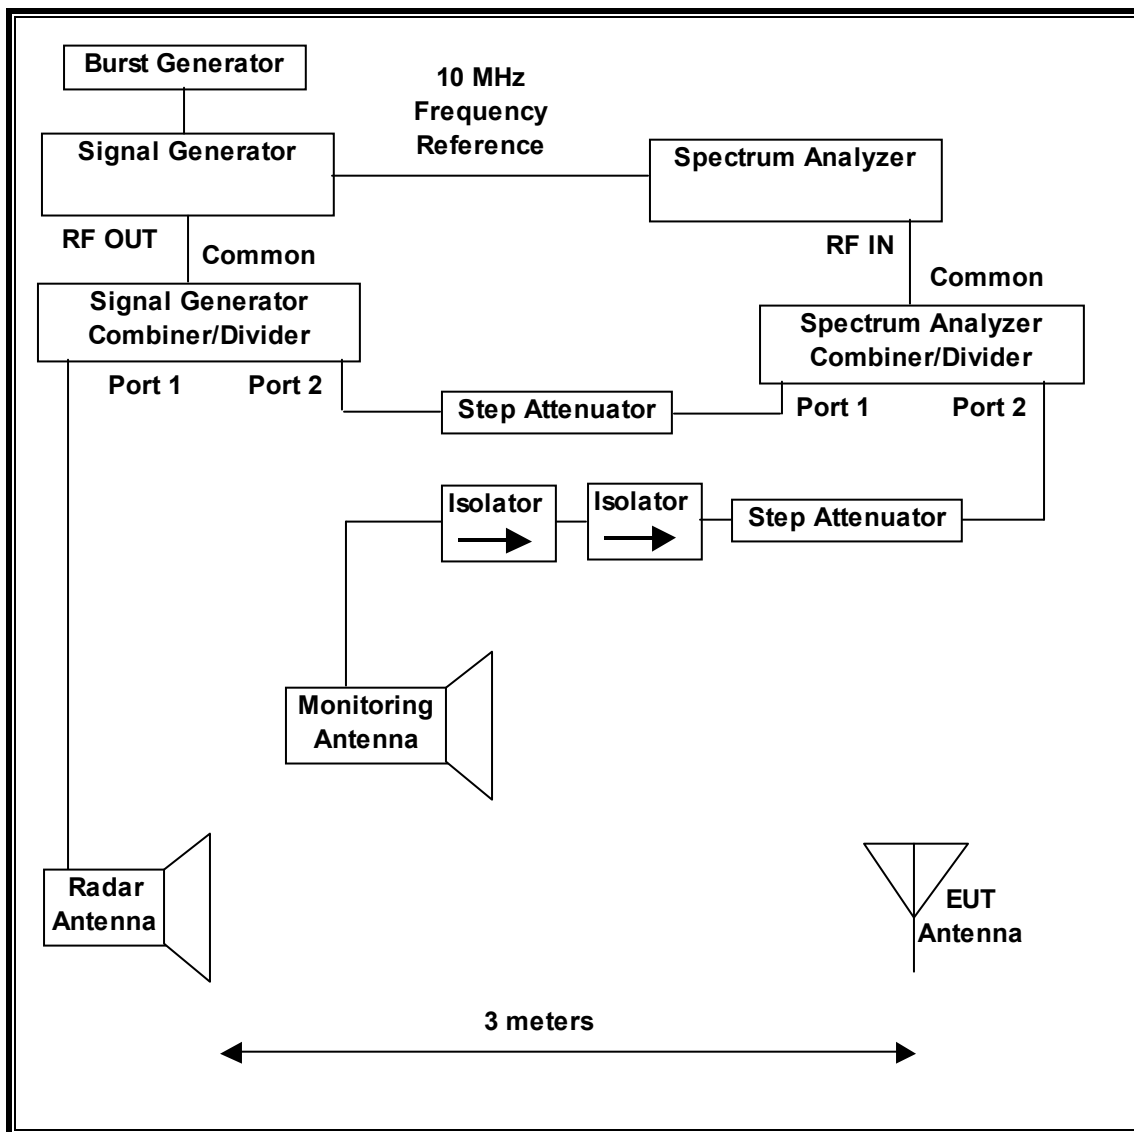 Burst Generator
10 MHz
Frequency
Reference
Signal Generator
Spectrum Analyzer
RF OUT
Common
RF IN
Common
Signal Generator
Combiner/Divider
Spectrum Analyzer
Combiner/Divider
Port 1
Port 2
Step Attenuator
Port 1
Port 2
Isolator
Isolator
Step Attenuator
Monitoring
Antenna
Radar
Antenna
EUT
Antenna
3 meters